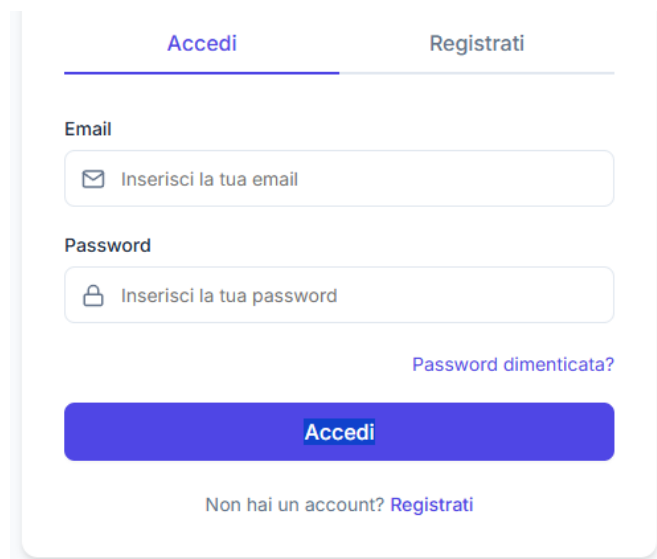 Accedi Registrati
Email
Inserisci la tua email
Password
Inserisci la tua password
Password dimenticata?
Accedi
Non hai un account? Registrati